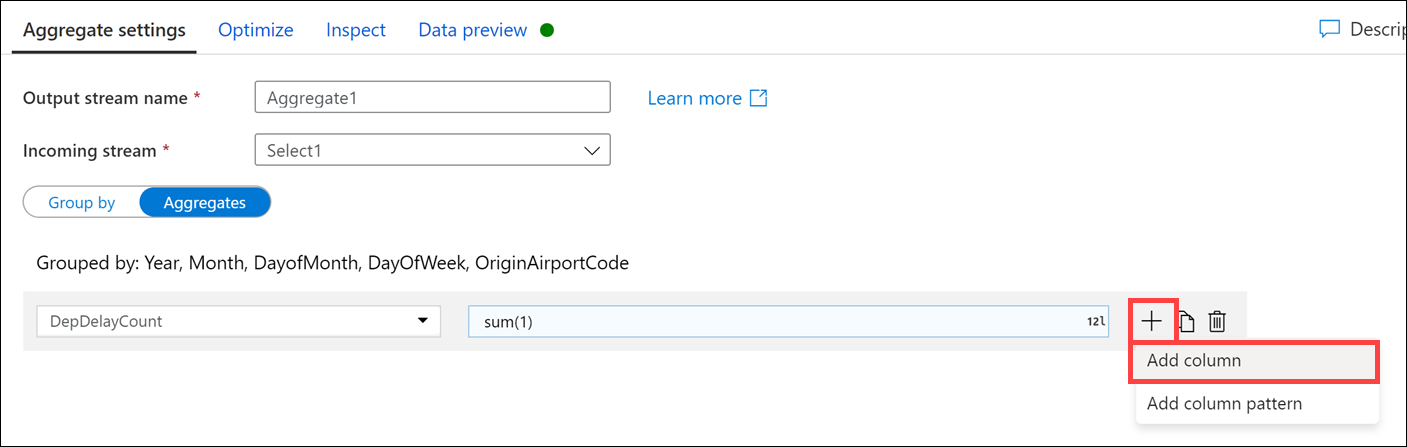 Aggregate settings Optimize Inspect Data preview Descrip
Output stream name * Aggregate1 Learn more
Incoming stream * Select1
Group by Aggregates
Grouped by: Year, Month, DayofMonth, DayOfWeek, OriginAirportCode
DepDelayCount sum(1) 12l
Add column
Add column pattern